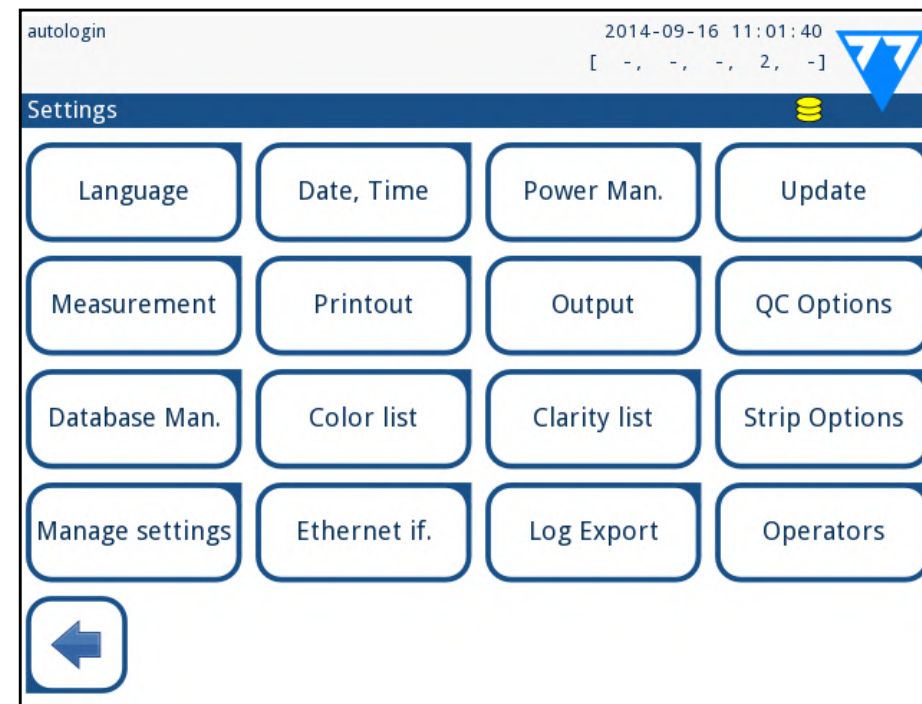 autologin 2014-09-16 11:01:40
[ -, -, -, 2, -]
Settings
Language Date, Time Power Man. Update
Measurement Printout Output QC Options
Database Man. Color list Clarity list Strip Options
Manage settings Ethernet if. Log Export Operators